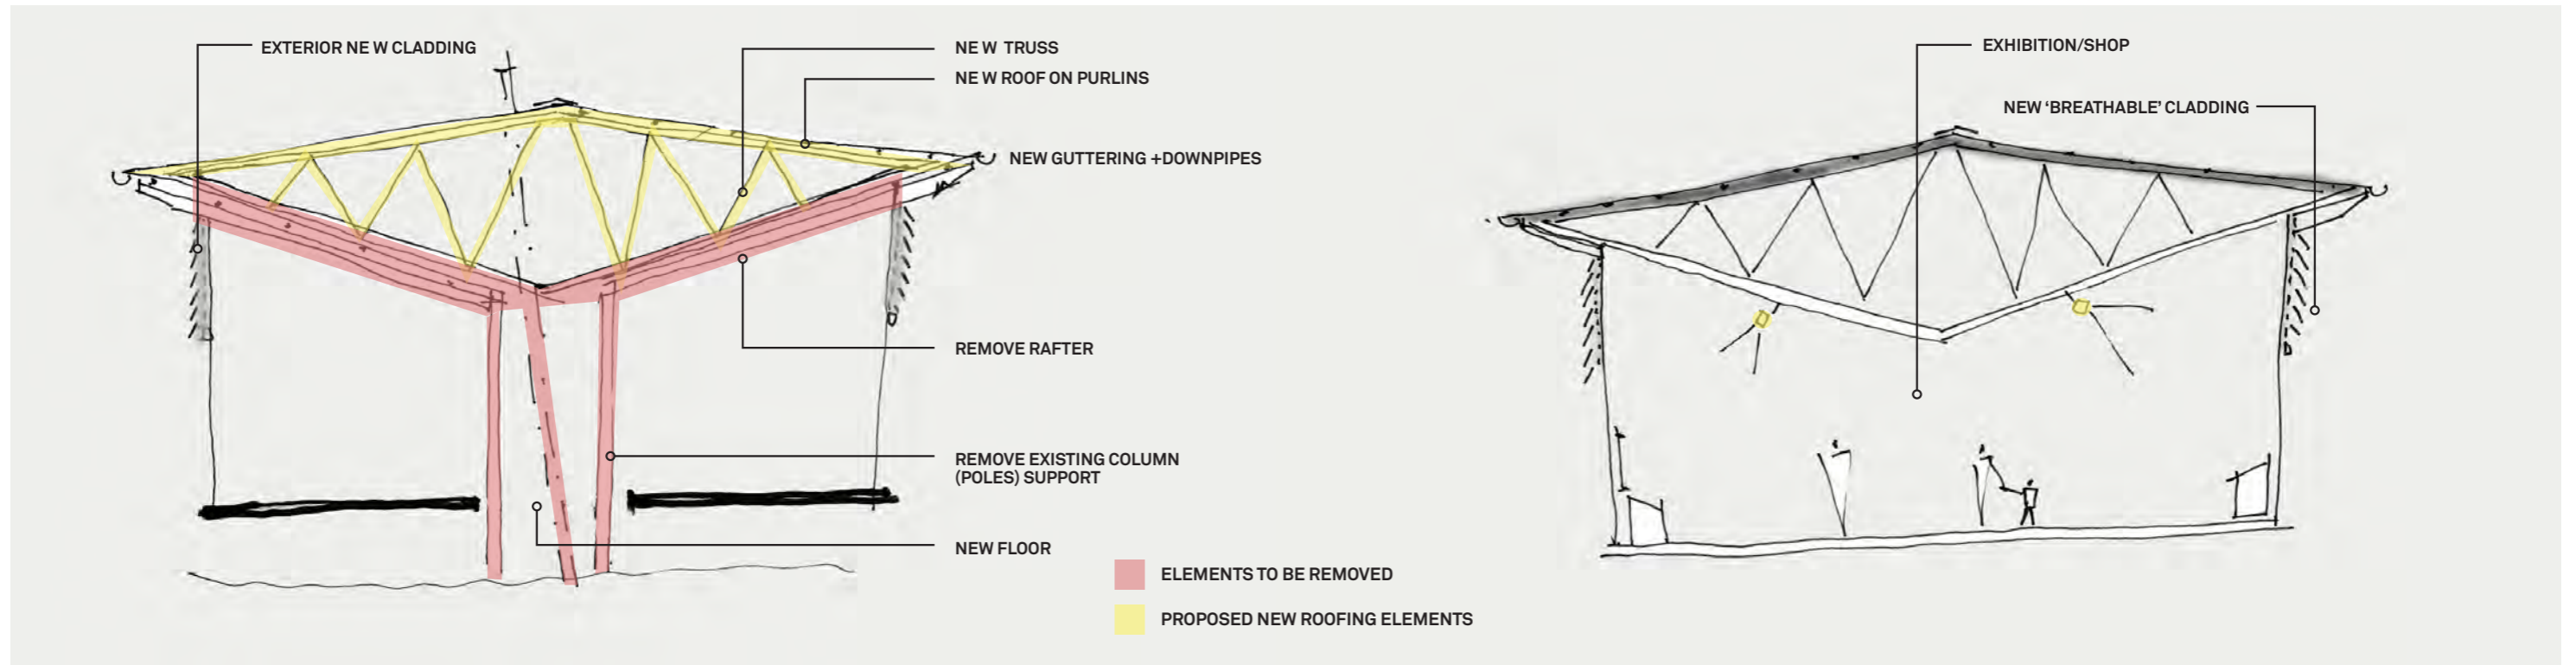 EXTERIOR NE W CLADDING
NE W TRUSS
NE W ROOF ON PURLINS
NEW GUTTERING +DOWNPIPES
REMOVE RAFTER
REMOVE EXISTING COLUMN
(POLES) SUPPORT
NEW FLOOR
ELEMENTS TO BE REMOVED
PROPOSED NEW ROOFING ELEMENTS
EXHIBITION/SHOP
NEW ‘BREATHABLE’ CLADDING